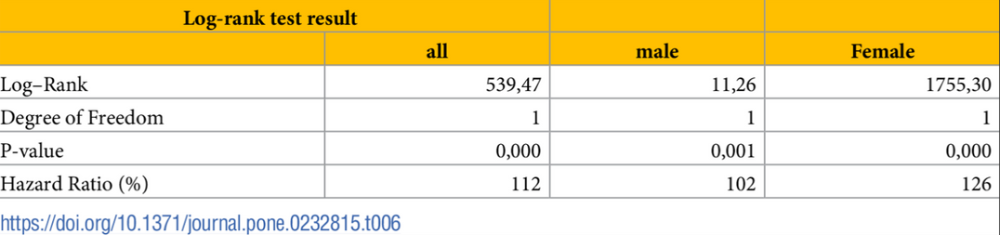 Log-rank test result
all male Female
Log–Rank 539,47 11,26 1755,30
Degree of Freedom 1 1 1
P-value 0,000 0,001 0,000
Hazard Ratio (%) 112 102 126
https://doi.org/10.1371/journal.pone.0232815.t006